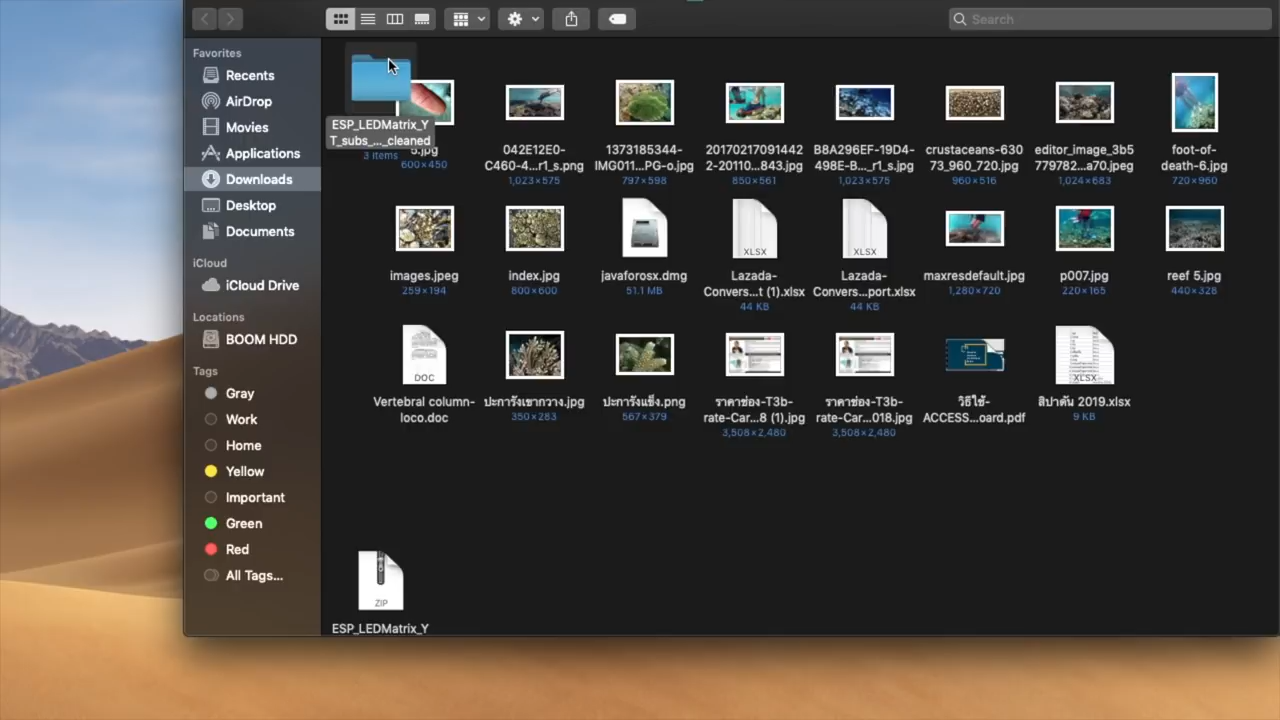 Search
Favorites
Recents
AirDrop
Movies
Applications
Downloads
Desktop
Documents
iCloud
iCloud Drive
Locations
BOOM HDD
Tags
Gray
Work
Home
Yellow
Important
Green
Red
All Tags...
ESP_LEDMatrix_Y
T_subs_..._cleaned
3 items
5.jpg
600×450
042E12E0-
C460-4...r1_s.png
1,023×575
1373185344-
IMG011...PG-o.jpg
797×598
20170217091442
2-20110...843.jpg
850×561
B8A296EF-19D4-
498E-B...r1_s.jpg
1,023×575
crustaceans-630
73_960_720.jpg
960×516
editor_image_3b5
779782...a70.jpeg
1,024×683
foot-of-
death-6.jpg
720×960
images.jpeg
259×194
index.jpg
800×600
javaforosx.dmg
51.1 MB
XLSX
Lazada-
Convers...t (1).xlsx
44 KB
XLSX
Lazada-
Convers...port.xlsx
44 KB
maxresdefault.jpg
1,280×720
p007.jpg
220×165
reef 5.jpg
440×328
DOC
Vertebral column-
loco.doc
ปะการังเขากวาง.jpg
350×283
ปะการังแข็ง.png
567×379
ราคาช่อง-T3b-
rate-Car...8 (1).jpg
3,508×2,480
ราคาช่อง-T3b-
rate-Car...018.jpg
3,508×2,480
วิธีใช้-
ACCESS...oard.pdf
XLSX
สิปาดัน 2019.xlsx
9 KB
ZIP
ESP_LEDMatrix_Y